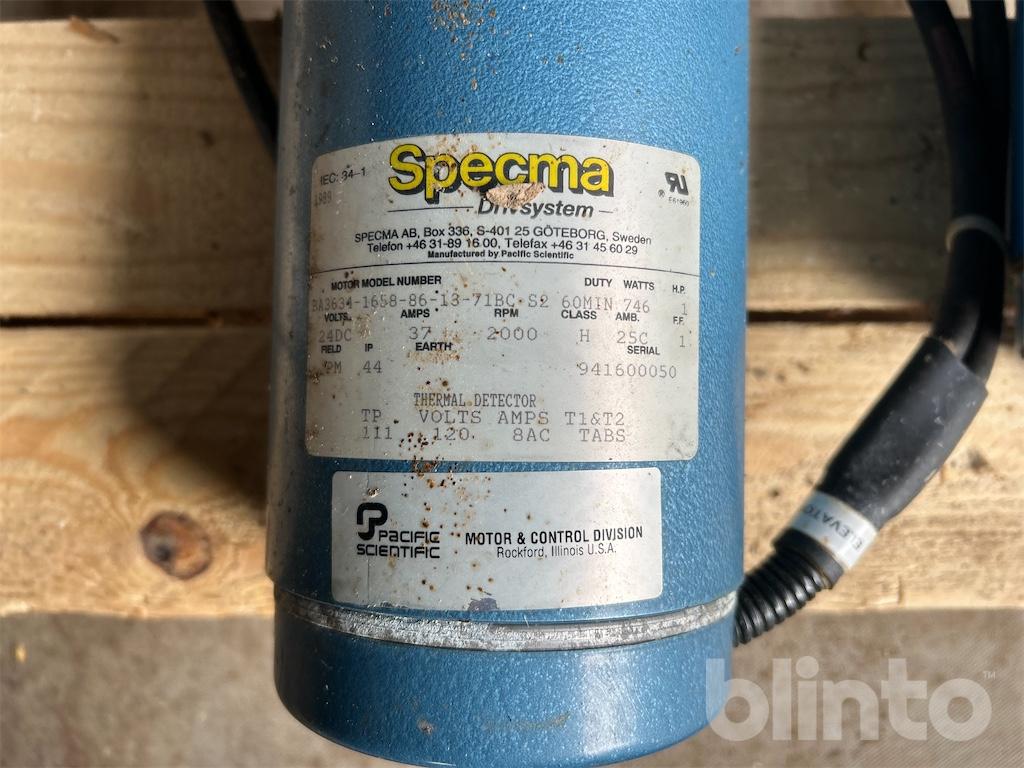 IEC: 34-1
1989
Specma
Drivsystem
® E61960
SPECMA AB, Box 336, S-401 25 GÖTEBORG, Sweden
Telefon +46 31-89 16 00, Telefax +46 31 45 60 29
Manufactured by Pacific Scientific
MOTOR MODEL NUMBER DUTY WATTS H.P.
BA3634-1658-86-13-71BC S2 60MIN 746 1
VOLTS AMPS RPM CLASS AMB. F.F.
24DC 37 2000 H 25C 1
FIELD IP EARTH SERIAL
PM 44 941600050
THERMAL DETECTOR
TP VOLTS AMPS T1&T2
111 120 8AC TABS
PACIFIC
SCIENTIFIC
MOTOR & CONTROL DIVISION
Rockford, Illinois U.S.A.
blinto™